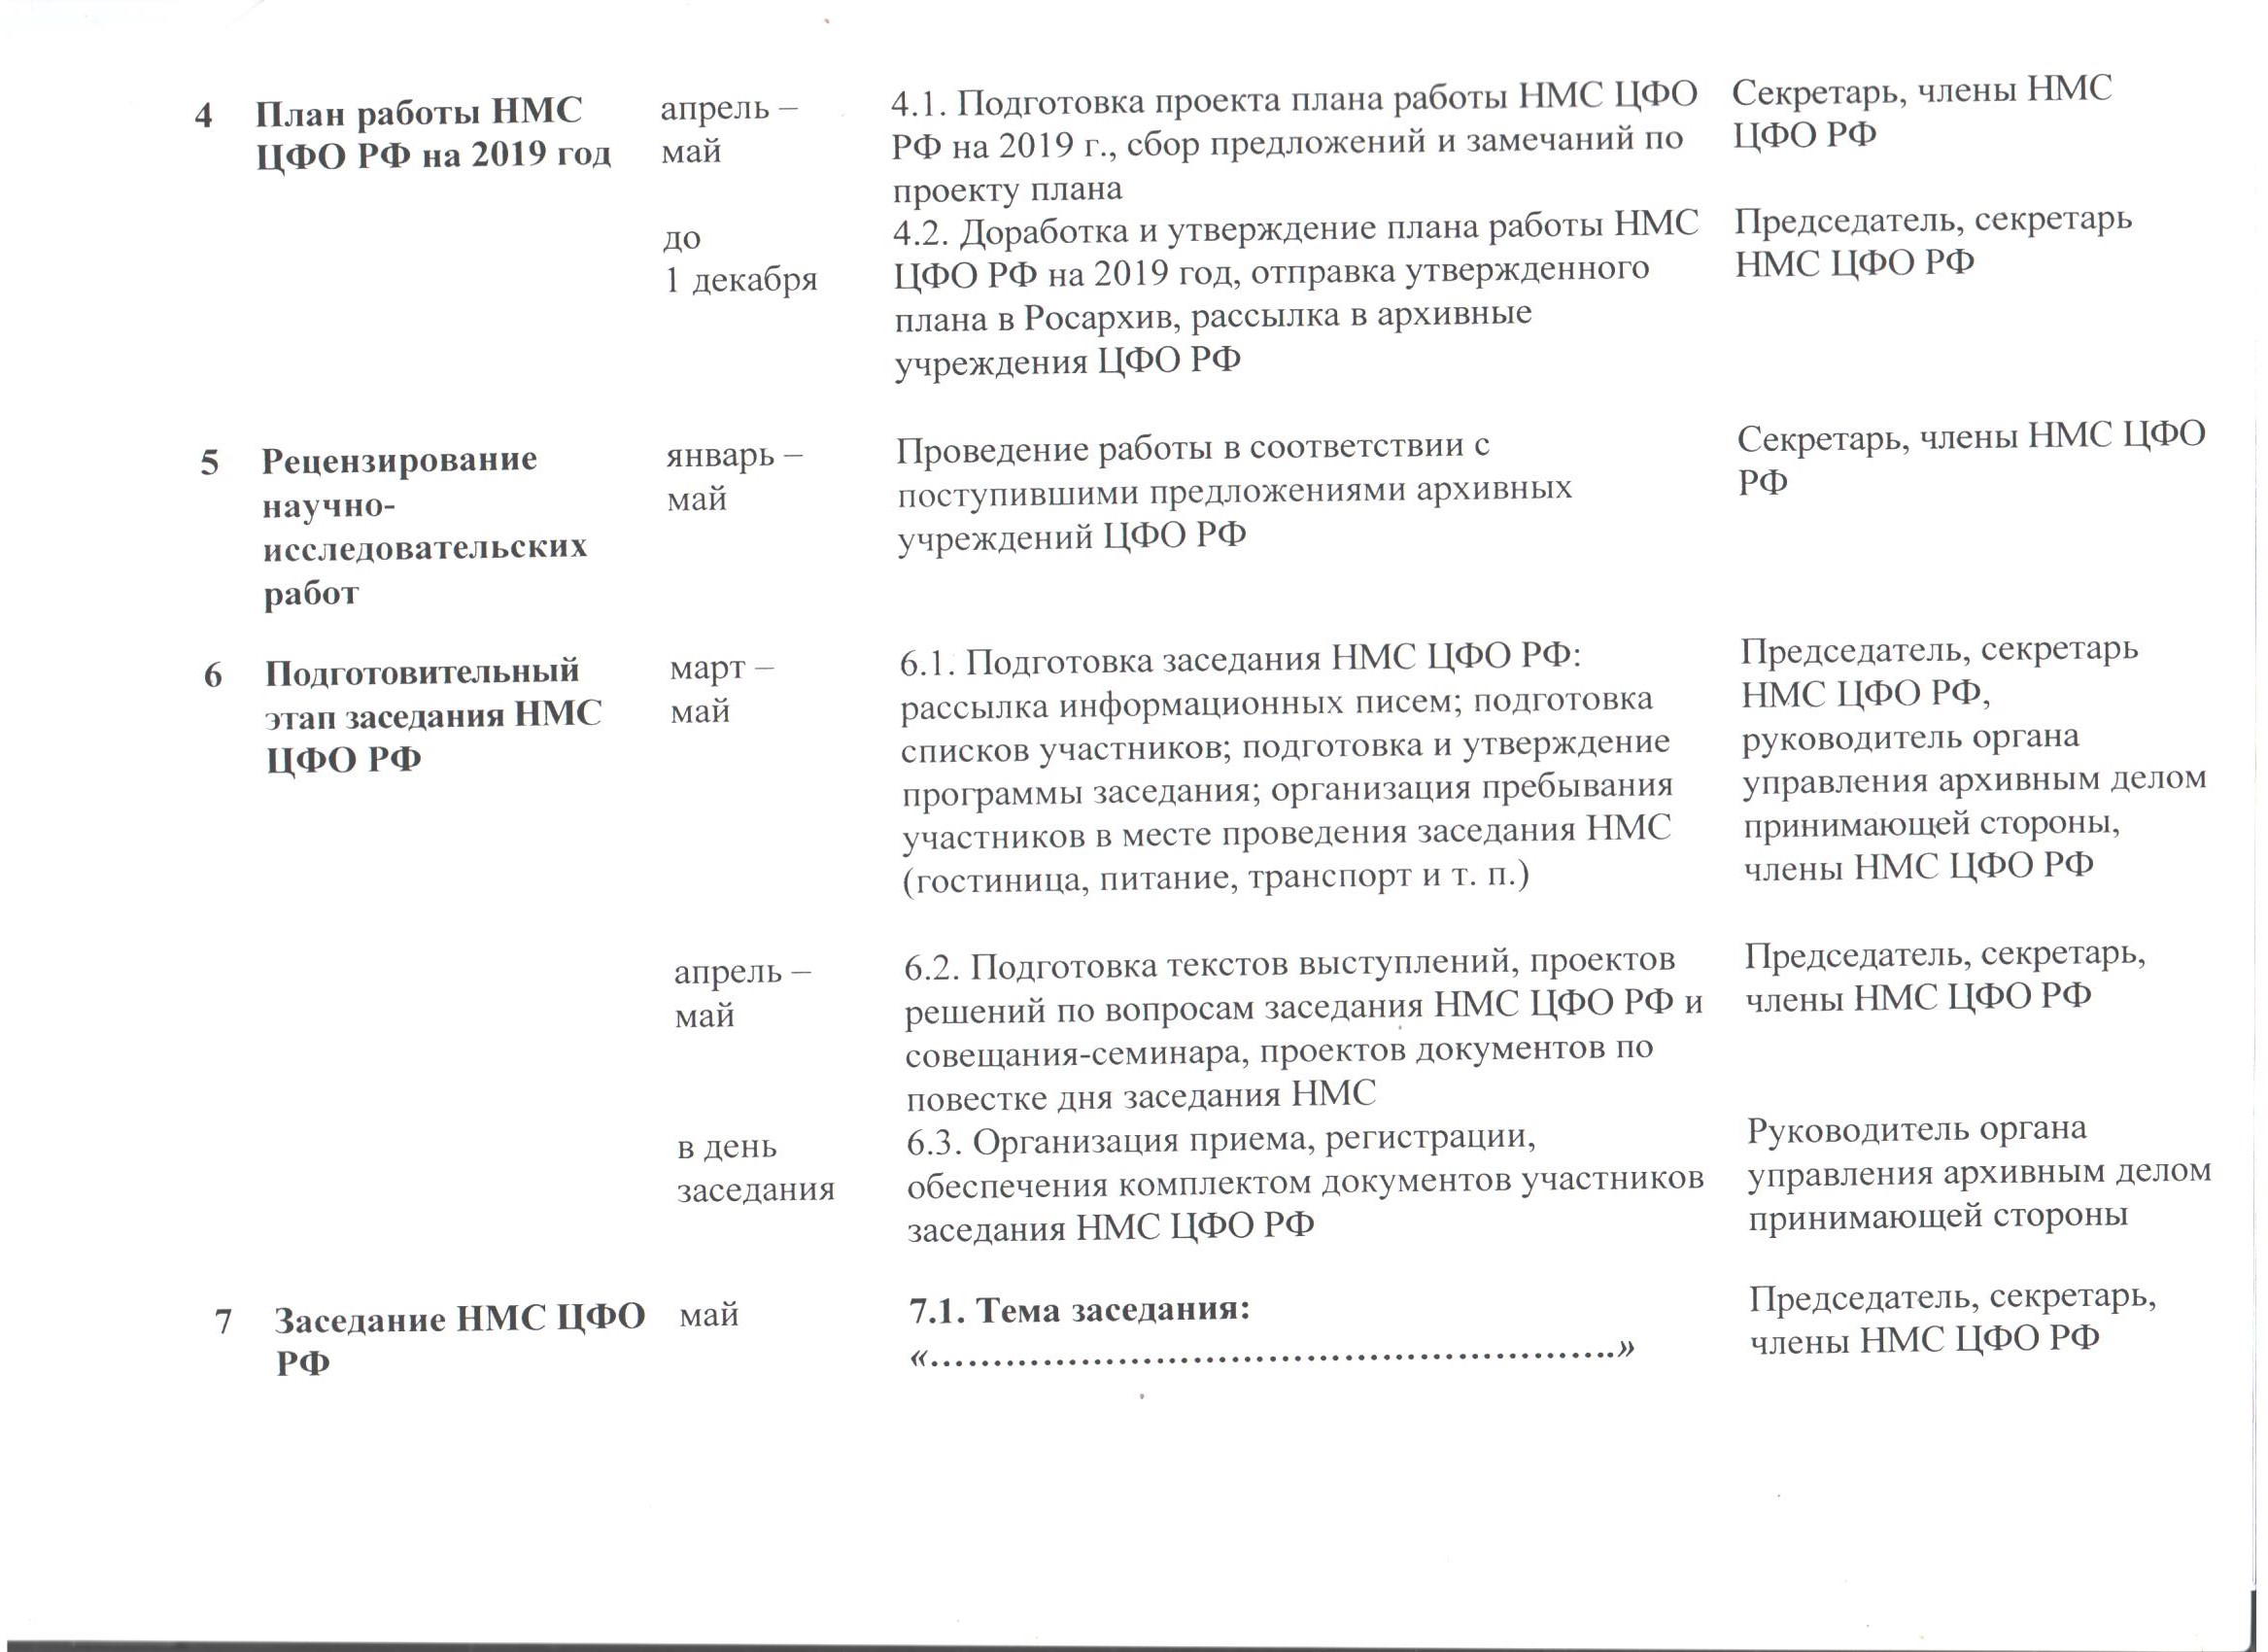 4 План работы НМС
ЦФО РФ на 2019 год
апрель –
май
4.1. Подготовка проекта плана работы НМС ЦФО
РФ на 2019 г., сбор предложений и замечаний по
проекту плана
Секретарь, члены НМС
ЦФО РФ
до
1 декабря
4.2. Доработка и утверждение плана работы НМС
ЦФО РФ на 2019 год, отправка утвержденного
плана в Росархив, рассылка в архивные
учреждения ЦФО РФ
Председатель, секретарь
НМС ЦФО РФ
5 Рецензирование
научно-
исследовательских
работ
январь –
май
Проведение работы в соответствии с
поступившими предложениями архивных
учреждений ЦФО РФ
Секретарь, члены НМС ЦФО
РФ
6 Подготовительный
этап заседания НМС
ЦФО РФ
март –
май
6.1. Подготовка заседания НМС ЦФО РФ:
рассылка информационных писем; подготовка
списков участников; подготовка и утверждение
программы заседания; организация пребывания
участников в месте проведения заседания НМС
(гостиница, питание, транспорт и т. п.)
Председатель, секретарь
НМС ЦФО РФ,
руководитель органа
управления архивным делом
принимающей стороны,
члены НМС ЦФО РФ
апрель –
май
6.2. Подготовка текстов выступлений, проектов
решений по вопросам заседания НМС ЦФО РФ и
совещания-семинара, проектов документов по
повестке дня заседания НМС
Председатель, секретарь,
члены НМС ЦФО РФ
в день
заседания
6.3. Организация приема, регистрации,
обеспечения комплектом документов участников
заседания НМС ЦФО РФ
Руководитель органа
управления архивным делом
принимающей стороны
7 Заседание НМС ЦФО
РФ
май
7.1. Тема заседания:
«……………………………………………….»
Председатель, секретарь,
члены НМС ЦФО РФ